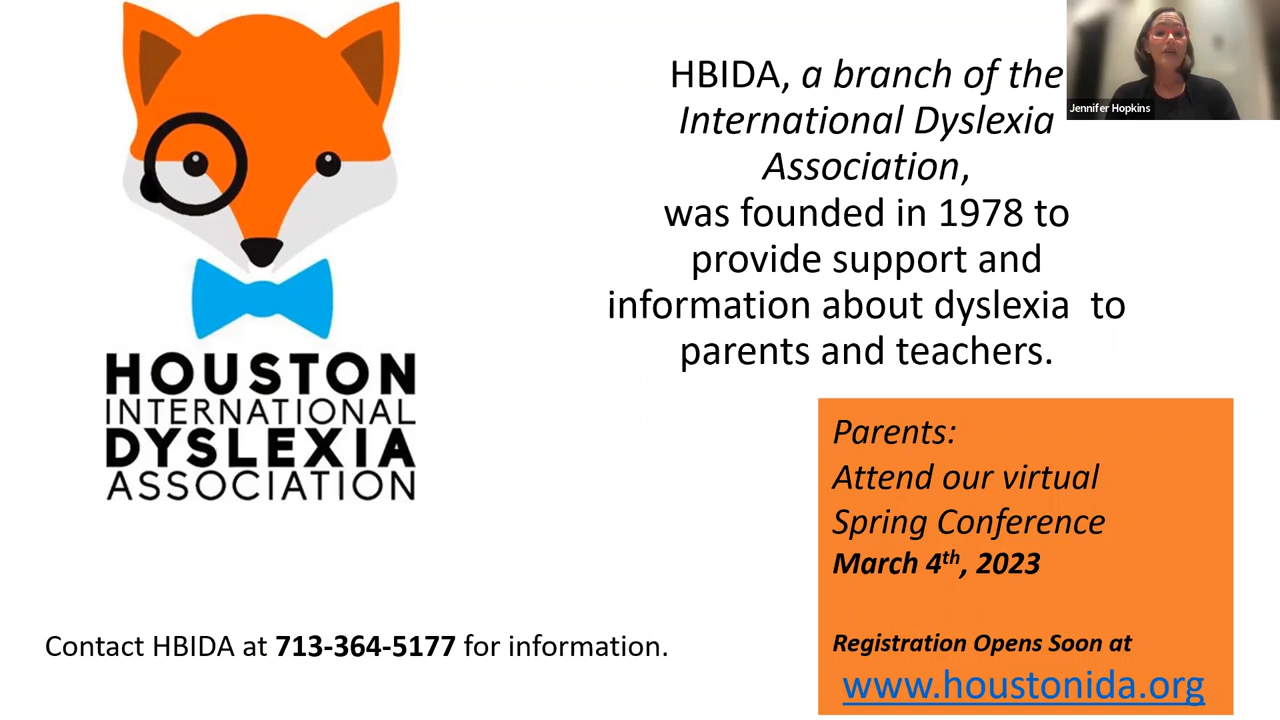 HBIDA, a branch of the
International Dyslexia
Association,
was founded in 1978 to
provide support and
information about dyslexia to
parents and teachers.
Jennifer Hopkins
HOUSTON
INTERNATIONAL
DYSLEXIA
ASSOCIATION
Parents:
Attend our virtual
Spring Conference
March 4th, 2023
Registration Opens Soon at
www.houstonida.org
Contact HBIDA at 713-364-5177 for information.